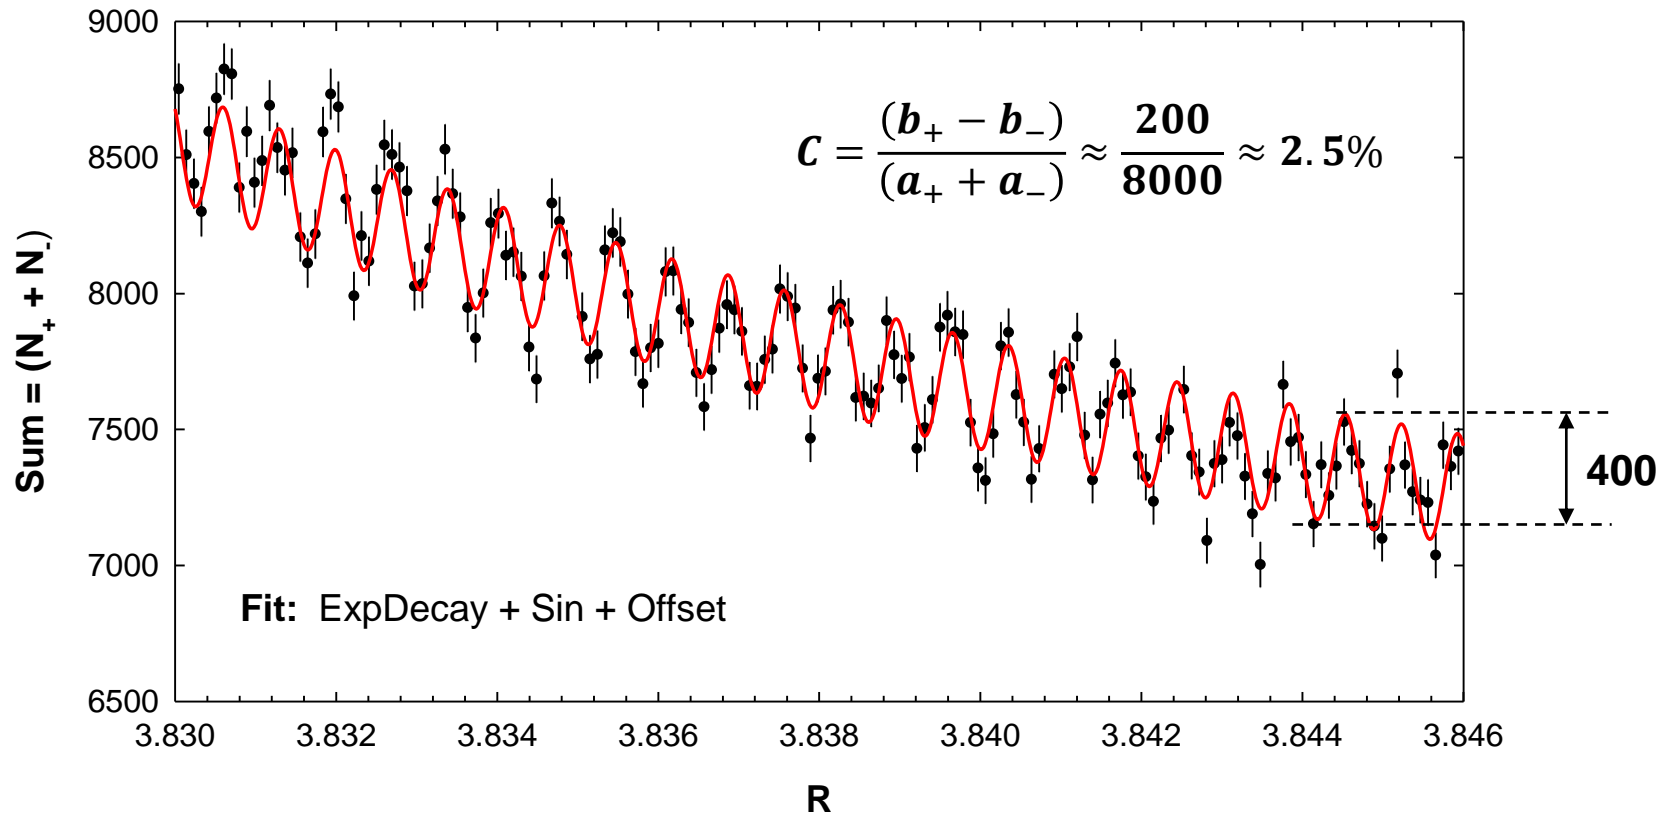 9000
8500
8000
7500
7000
6500
Sum = (N₊ + N₋)
C = (b₊ − b₋) / (a₊ + a₋) ≈ 200 / 8000 ≈ 2.5%
400
Fit: ExpDecay + Sin + Offset
3.830 3.832 3.834 3.836 3.838 3.840 3.842 3.844 3.846
R